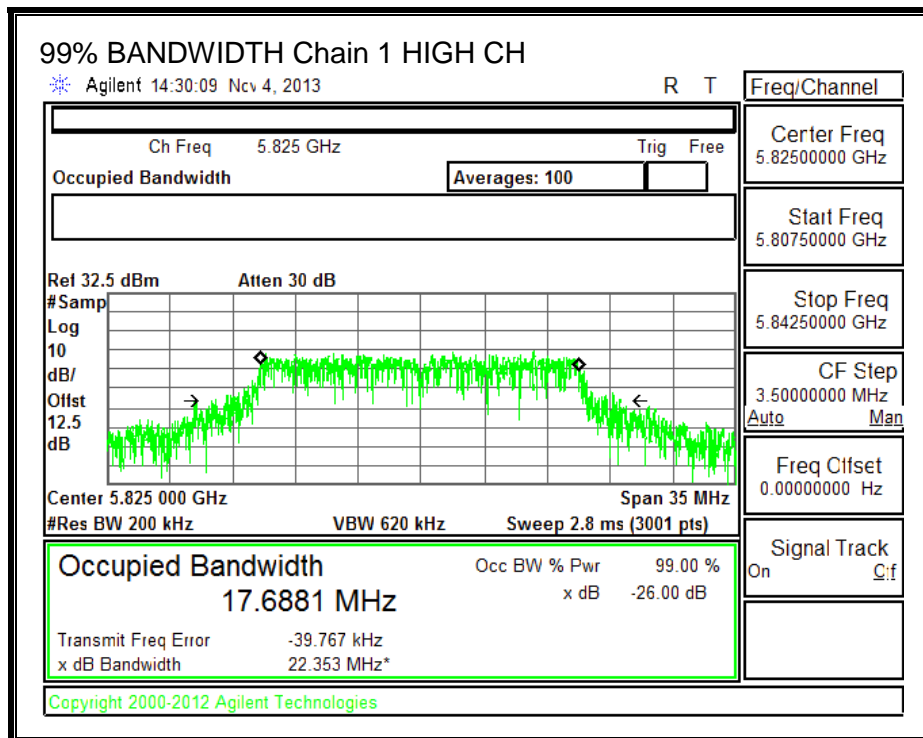 99% BANDWIDTH Chain 1 HIGH CH
Agilent 14:30:09 Nov 4, 2013 R T
Freq/Channel
Ch Freq 5.825 GHz Trig Free
Occupied Bandwidth Averages: 100
Center Freq
5.82500000 GHz
Start Freq
5.80750000 GHz
Stop Freq
5.84250000 GHz
CF Step
3.50000000 MHz
Auto Man
Freq Offset
0.00000000 Hz
Signal Track
On Off
Ref 32.5 dBm Atten 30 dB
#Samp
Log
10
dB/
Offst
12.5
dB
Center 5.825 000 GHz Span 35 MHz
#Res BW 200 kHz VBW 620 kHz Sweep 2.8 ms (3001 pts)
Occupied Bandwidth
17.6881 MHz
Occ BW % Pwr 99.00 %
x dB -26.00 dB
Transmit Freq Error -39.767 kHz
x dB Bandwidth 22.353 MHz*
Copyright 2000-2012 Agilent Technologies